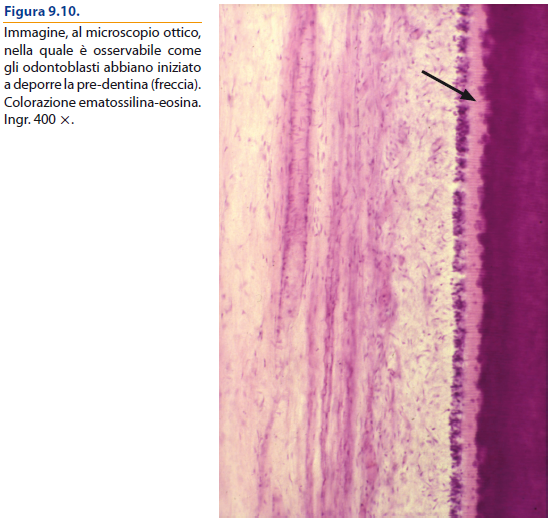 Figura 9.10.
Immagine, al microscopio ottico,
nella quale è osservabile come
gli odontoblasti abbiano iniziato
a deporre la pre-dentina (freccia).
Colorazione ematossilina-eosina.
Ingr. 400 ×.